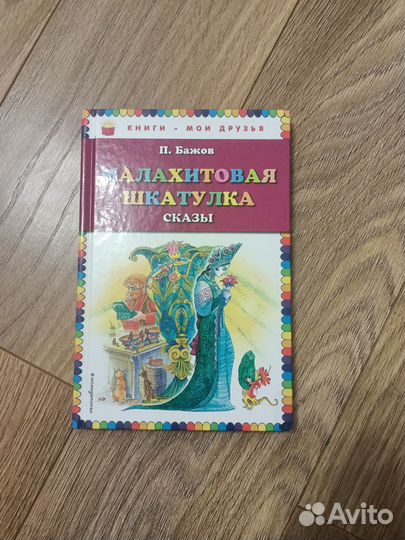 КНИГИ - МОИ ДРУЗЬЯ
П. Бажов
МАЛАХИТОВАЯ
ШКАТУЛКА
СКАЗЫ
Avito